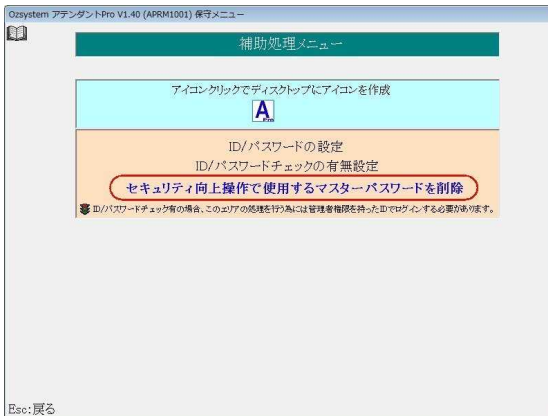 Ozsystem アテンダントPro V1.40 (APRM1001) 保守メニュー
補助処理メニュー
アイコンクリックでディスクトップにアイコンを作成
A
Pro
ID/パスワードの設定
ID/パスワードチェックの有無設定
セキュリティ向上操作で使用するマスターパスワードを削除
ID/パスワードチェック有の場合、このエリアの処理を行う為には管理者権限を持ったIDでログインする必要があります。
Esc:戻る